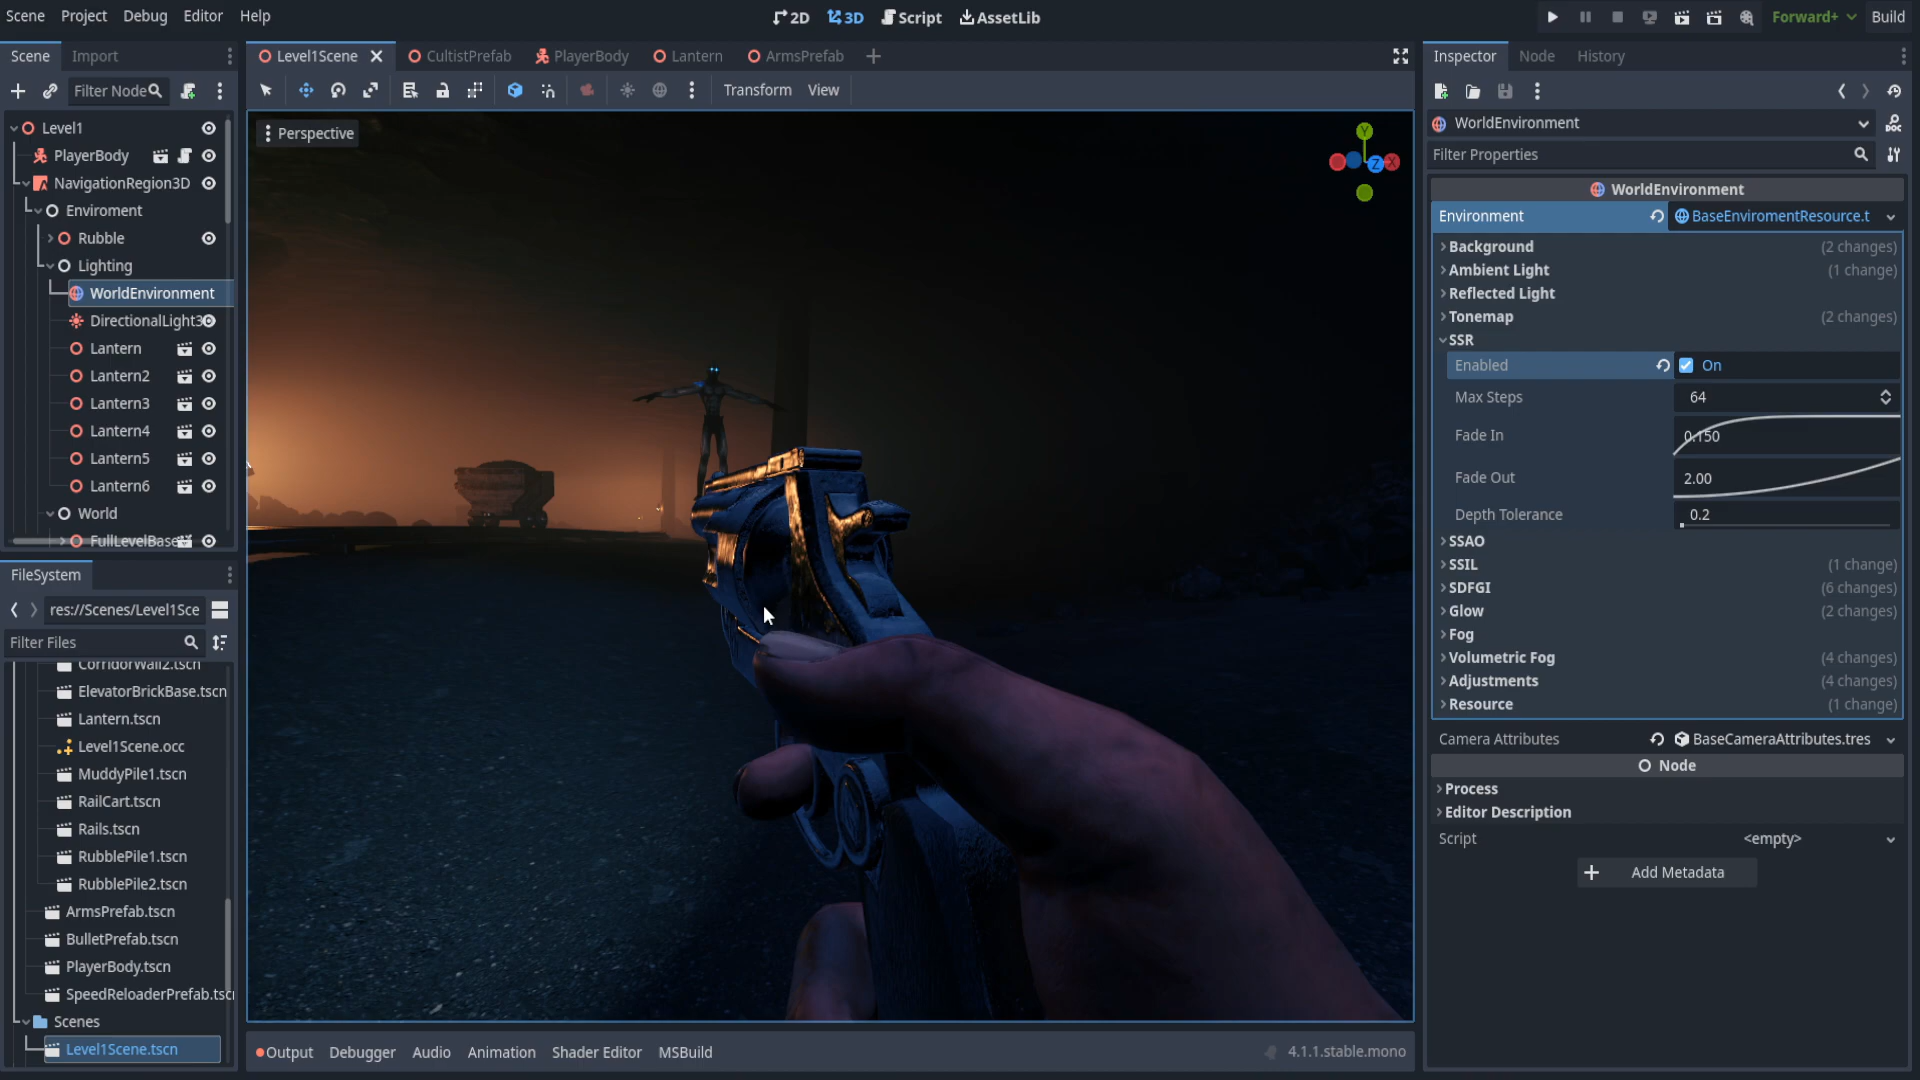 Scene Project Debug Editor Help
2D 3D Script AssetLib
Forward+ Build
Scene Import
Level1Scene CultistPrefab PlayerBody Lantern ArmsPrefab
Inspector Node History
Filter Node
Transform View
Level1
PlayerBody
NavigationRegion3D
Enviroment
Rubble
Lighting
WorldEnvironment
DirectionalLight3
Lantern
Lantern2
Lantern3
Lantern4
Lantern5
Lantern6
World
FullLevelBase
FileSystem
res://Scenes/Level1Sce
Filter Files
CorridorWall2.tscn
ElevatorBrickBase.tscn
Lantern.tscn
Level1Scene.occ
MuddyPile1.tscn
RailCart.tscn
Rails.tscn
RubblePile1.tscn
RubblePile2.tscn
ArmsPrefab.tscn
BulletPrefab.tscn
PlayerBody.tscn
SpeedReloaderPrefab.tscn
Scenes
Level1Scene.tscn
Perspective
Y
Z X
Output Debugger Audio Animation Shader Editor MSBuild
4.1.1.stable.mono
WorldEnvironment
Filter Properties
WorldEnvironment
Environment BaseEnviromentResource.t
Background (2 changes)
Ambient Light (1 change)
Reflected Light
Tonemap (2 changes)
SSR
Enabled On
Max Steps 64
Fade In 0.150
Fade Out 2.00
Depth Tolerance 0.2
SSAO
SSIL (1 change)
SDFGI (6 changes)
Glow (2 changes)
Fog
Volumetric Fog (4 changes)
Adjustments (4 changes)
Resource (1 change)
Camera Attributes BaseCameraAttributes.tres
Node
Process
Editor Description
Script <empty>
Add Metadata